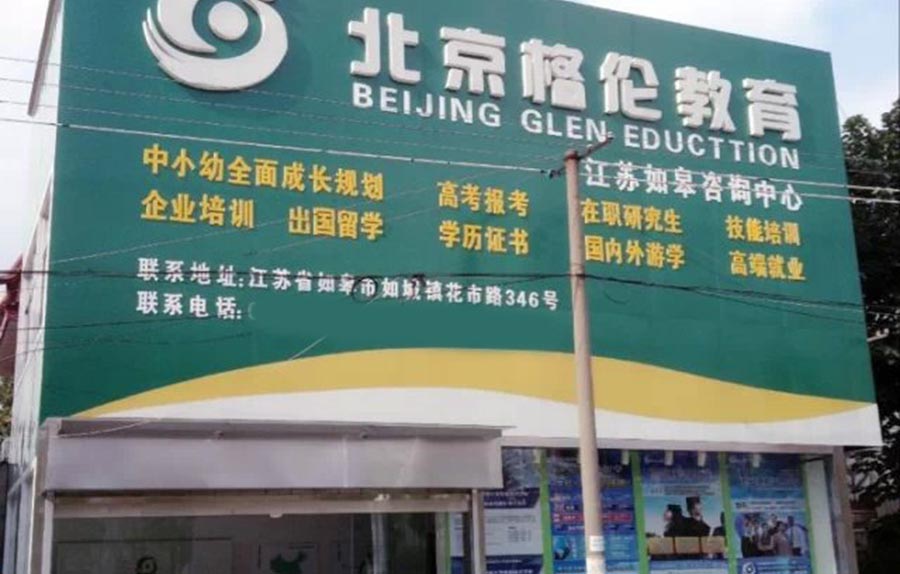 北京格伦教育
BEIJING GLEN EDUCTTION
江苏如皋咨询中心
中小幼全面成长规划 高考报考 在职研究生 技能培训
企业培训 出国留学 学历证书 国内外游学 高端就业
联系地址:江苏省如皋市如城镇花市路346号
联系电话: